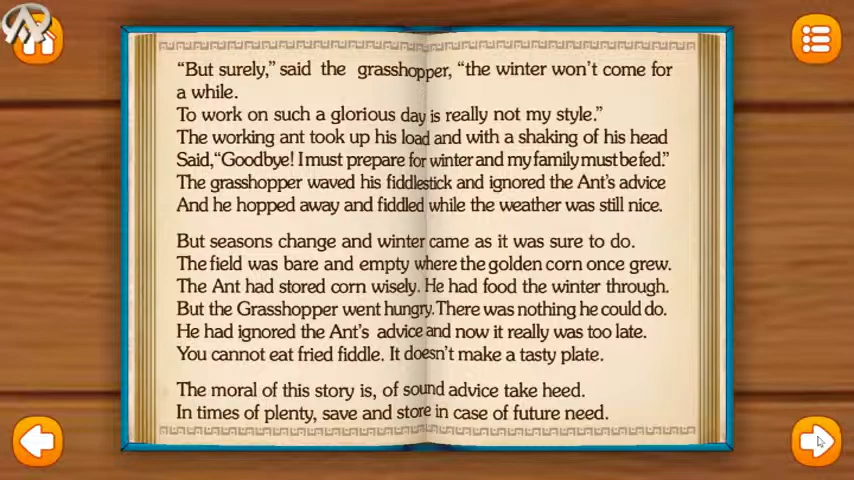 “But surely,” said the grasshopper, “the winter won’t come for
a while.
To work on such a glorious day is really not my style.”
The working ant took up his load and with a shaking of his head
Said,“Goodbye! I must prepare for winter and my family must be fed.”
The grasshopper waved his fiddlestick and ignored the Ant’s advice
And he hopped away and fiddled while the weather was still nice.
But seasons change and winter came as it was sure to do.
The field was bare and empty where the golden corn once grew.
The Ant had stored corn wisely. He had food the winter through.
But the Grasshopper went hungry. There was nothing he could do.
He had ignored the Ant’s advice and now it really was too late.
You cannot eat fried fiddle. It doesn’t make a tasty plate.
The moral of this story is, of sound advice take heed.
In times of plenty, save and store in case of future need.